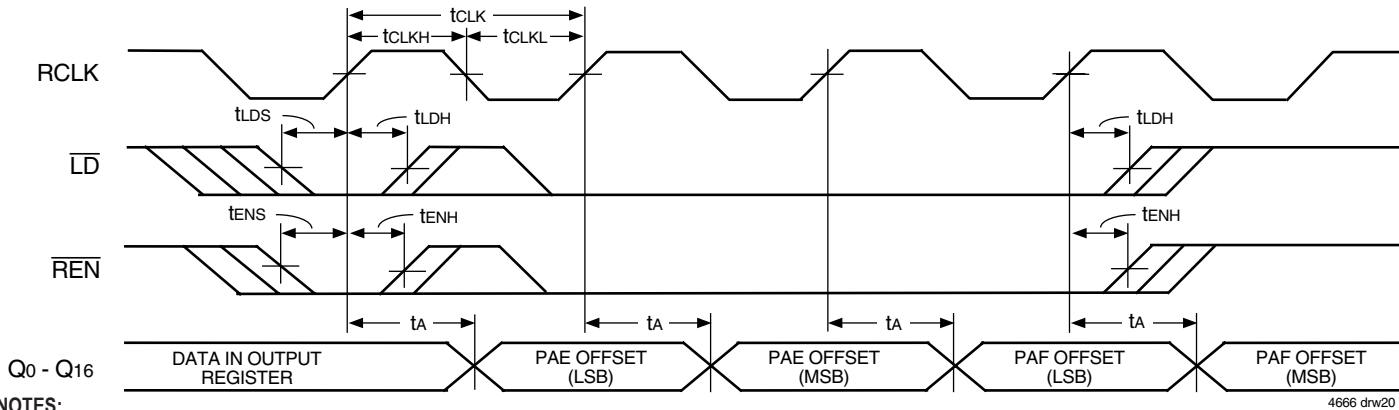 tCLK
tCLKH tCLKL
RCLK
tLDS tLDH tLDH
LD
tENS tENH tENH
REN
tA tA tA tA
Q0 - Q16 DATA IN OUTPUT REGISTER PAE OFFSET (LSB) PAE OFFSET (MSB) PAF OFFSET (LSB) PAF OFFSET (MSB)
NOTES:
4666 drw20